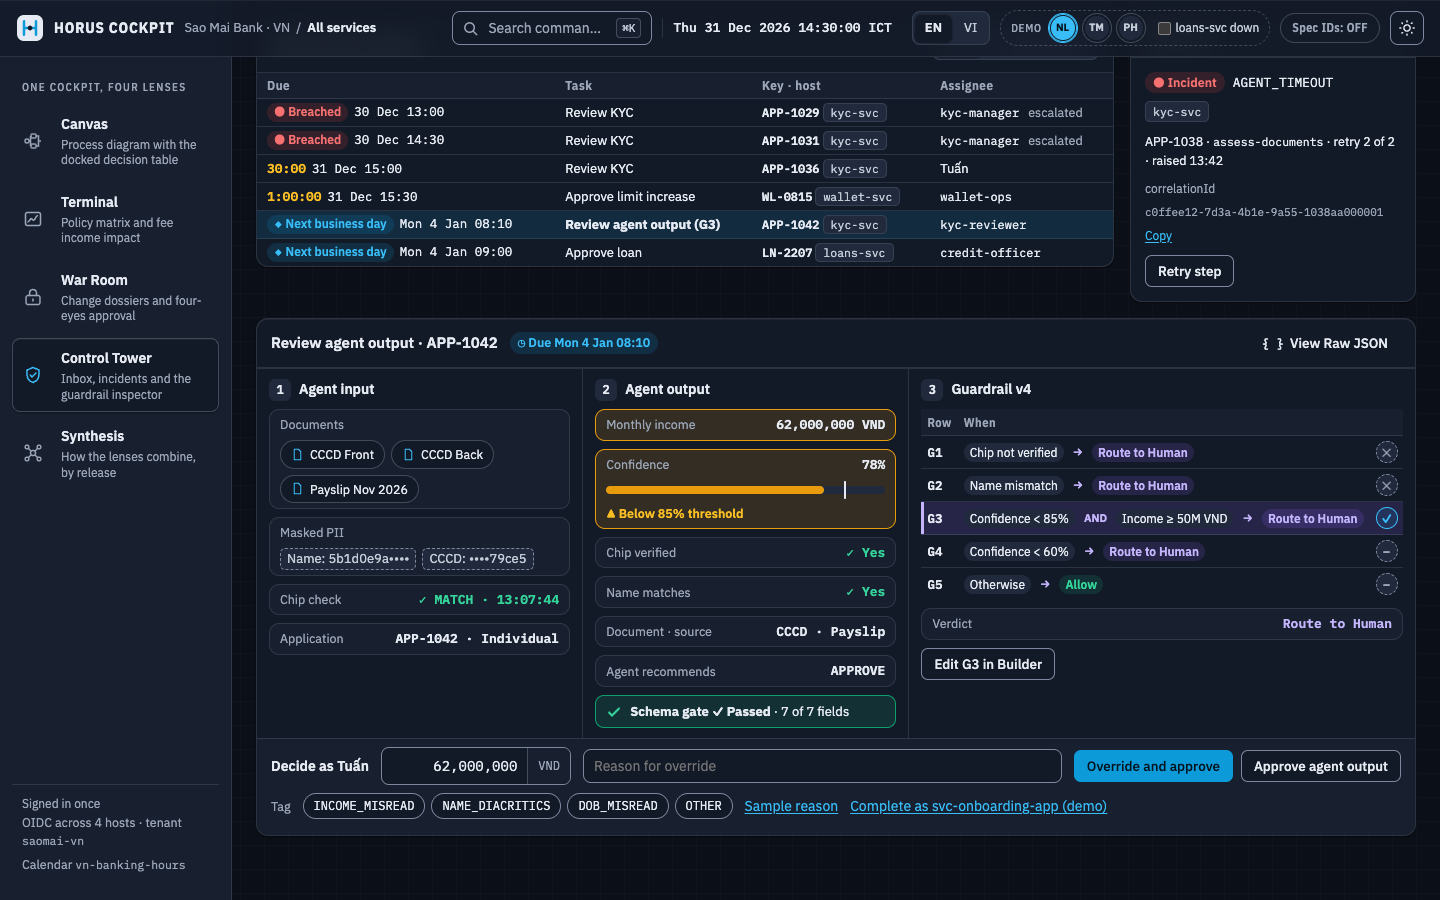 HORUS COCKPIT Sao Mai Bank · VN / All services
Search comman... ⌘K
Thu 31 Dec 2026 14:30:00 ICT
EN VI
DEMO NL TM PH loans-svc down
Spec IDs: OFF
ONE COCKPIT, FOUR LENSES
Canvas
Process diagram with the
docked decision table
Terminal
Policy matrix and fee
income impact
War Room
Change dossiers and four-
eyes approval
Control Tower
Inbox, incidents and the
guardrail inspector
Synthesis
How the lenses combine,
by release
Signed in once
OIDC across 4 hosts · tenant
saomai-vn
Calendar vn-banking-hours
Due Task Key · host Assignee
Breached 30 Dec 13:00 Review KYC APP-1029 kyc-svc kyc-manager escalated
Breached 30 Dec 14:30 Review KYC APP-1031 kyc-svc kyc-manager escalated
30:00 31 Dec 15:00 Review KYC APP-1036 kyc-svc Tuấn
1:00:00 31 Dec 15:30 Approve limit increase WL-0815 wallet-svc wallet-ops
◆ Next business day Mon 4 Jan 08:10 Review agent output (G3) APP-1042 kyc-svc kyc-reviewer
◆ Next business day Mon 4 Jan 09:00 Approve loan LN-2207 loans-svc credit-officer
Incident AGENT_TIMEOUT
kyc-svc
APP-1038 · assess-documents · retry 2 of 2
· raised 13:42
correlationId
c0ffee12-7d3a-4b1e-9a55-1038aa000001
Copy
Retry step
Review agent output · APP-1042 Due Mon 4 Jan 08:10
{ } View Raw JSON
1 Agent input
Documents
CCCD Front CCCD Back
Payslip Nov 2026
Masked PII
Name: 5b1d0e9a•••• CCCD: ••••79ce5
Chip check ✓ MATCH · 13:07:44
Application APP-1042 · Individual
2 Agent output
Monthly income 62,000,000 VND
Confidence 78%
▲ Below 85% threshold
Chip verified ✓ Yes
Name matches ✓ Yes
Document · source CCCD · Payslip
Agent recommends APPROVE
✓ Schema gate ✓ Passed · 7 of 7 fields
3 Guardrail v4
Row When
G1 Chip not verified → Route to Human
G2 Name mismatch → Route to Human
G3 Confidence < 85% AND Income ≥ 50M VND → Route to Human
G4 Confidence < 60% → Route to Human
G5 Otherwise → Allow
Verdict Route to Human
Edit G3 in Builder
Decide as Tuấn 62,000,000 VND Reason for override Override and approve Approve agent output
Tag INCOME_MISREAD NAME_DIACRITICS DOB_MISREAD OTHER Sample reason Complete as svc-onboarding-app (demo)